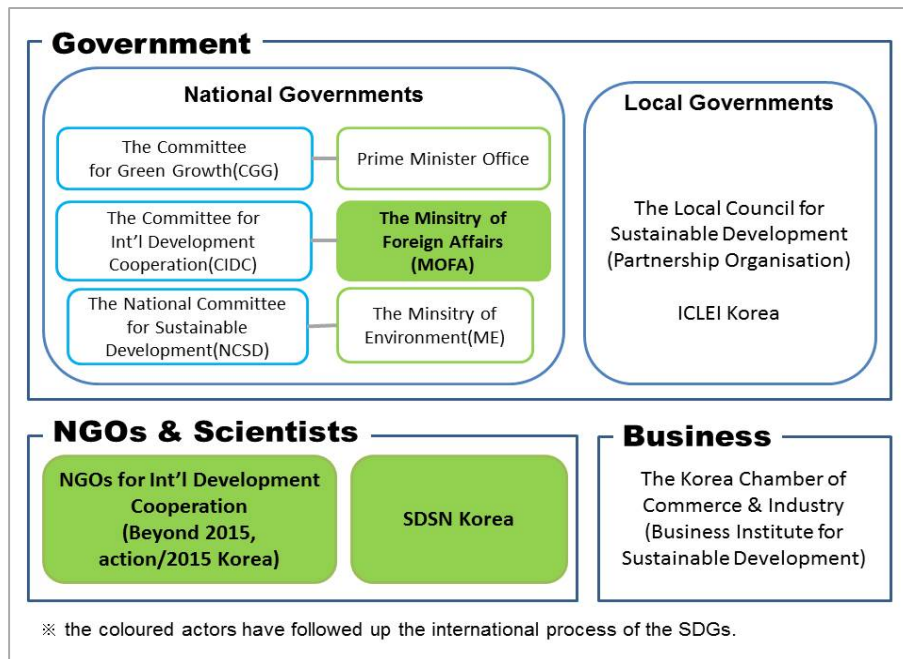 Government
National Governments
The Committee
for Green Growth(CGG)
Prime Minister Office
The Committee for
Int'l Development
Cooperation(CIDC)
The Minsitry of
Foreign Affairs
(MOFA)
The National Committee
for Sustainable
Development(NCSD)
The Minsitry of
Environment(ME)
Local Governments
The Local Council for
Sustainable Development
(Partnership Organisation)
ICLEI Korea
NGOs & Scientists
NGOs for Int'l Development
Cooperation
(Beyond 2015,
action/2015 Korea)
SDSN Korea
Business
The Korea Chamber of
Commerce & Industry
(Business Institute for
Sustainable Development)
※ the coloured actors have followed up the international process of the SDGs.